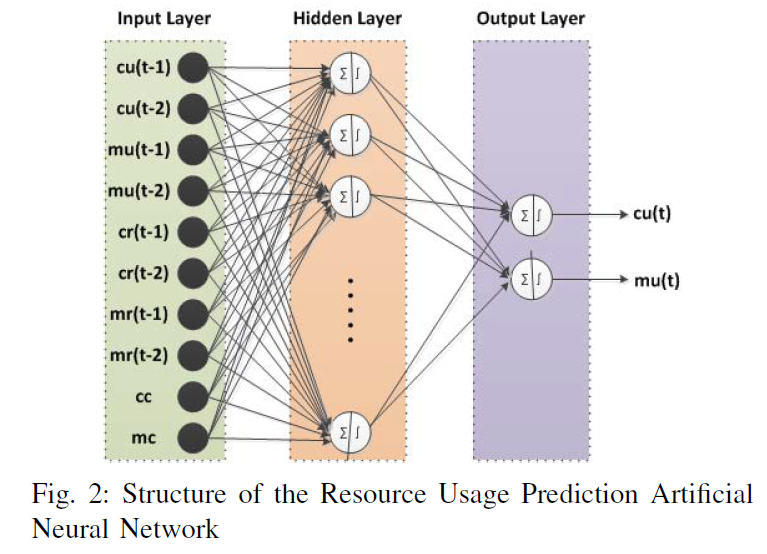 Input Layer
Hidden Layer
Output Layer
cu(t-1)
cu(t-2)
mu(t-1)
mu(t-2)
cr(t-1)
cr(t-2)
mr(t-1)
mr(t-2)
cc
mc
Σ ∫
Σ ∫
Σ ∫
Σ ∫
Σ ∫
cu(t)
Σ ∫
mu(t)
Fig. 2: Structure of the Resource Usage Prediction Artificial
Neural Network